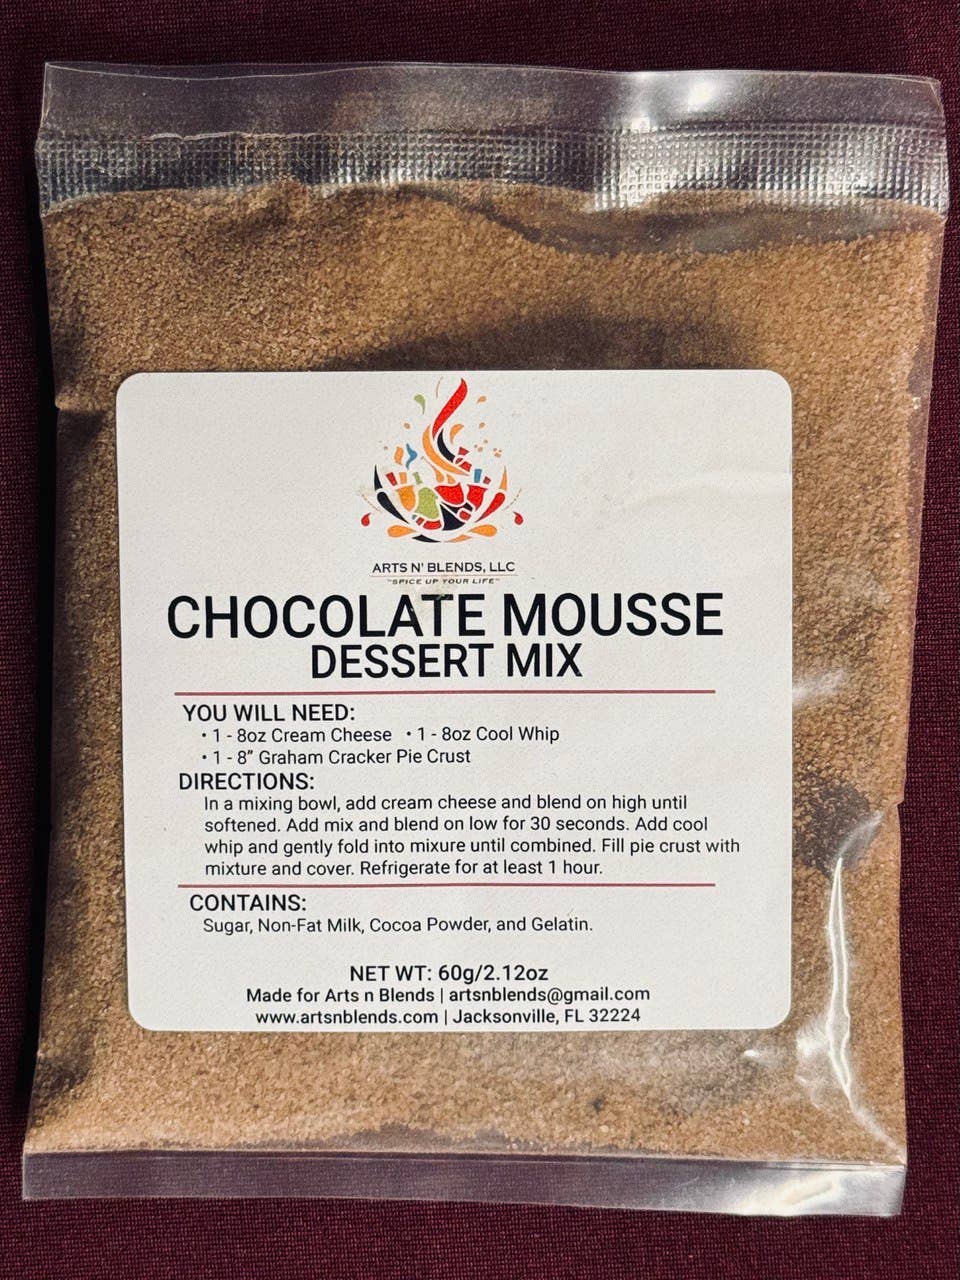 ARTS N' BLENDS, LLC
"SPICE UP YOUR LIFE"
CHOCOLATE MOUSSE
DESSERT MIX
YOU WILL NEED:
• 1 - 8oz Cream Cheese • 1 - 8oz Cool Whip
• 1 - 8” Graham Cracker Pie Crust
DIRECTIONS:
In a mixing bowl, add cream cheese and blend on high until
softened. Add mix and blend on low for 30 seconds. Add cool
whip and gently fold into mixure until combined. Fill pie crust with
mixture and cover. Refrigerate for at least 1 hour.
CONTAINS:
Sugar, Non-Fat Milk, Cocoa Powder, and Gelatin.
NET WT: 60g/2.12oz
Made for Arts n Blends | artsnblends@gmail.com
www.artsnblends.com | Jacksonville, FL 32224